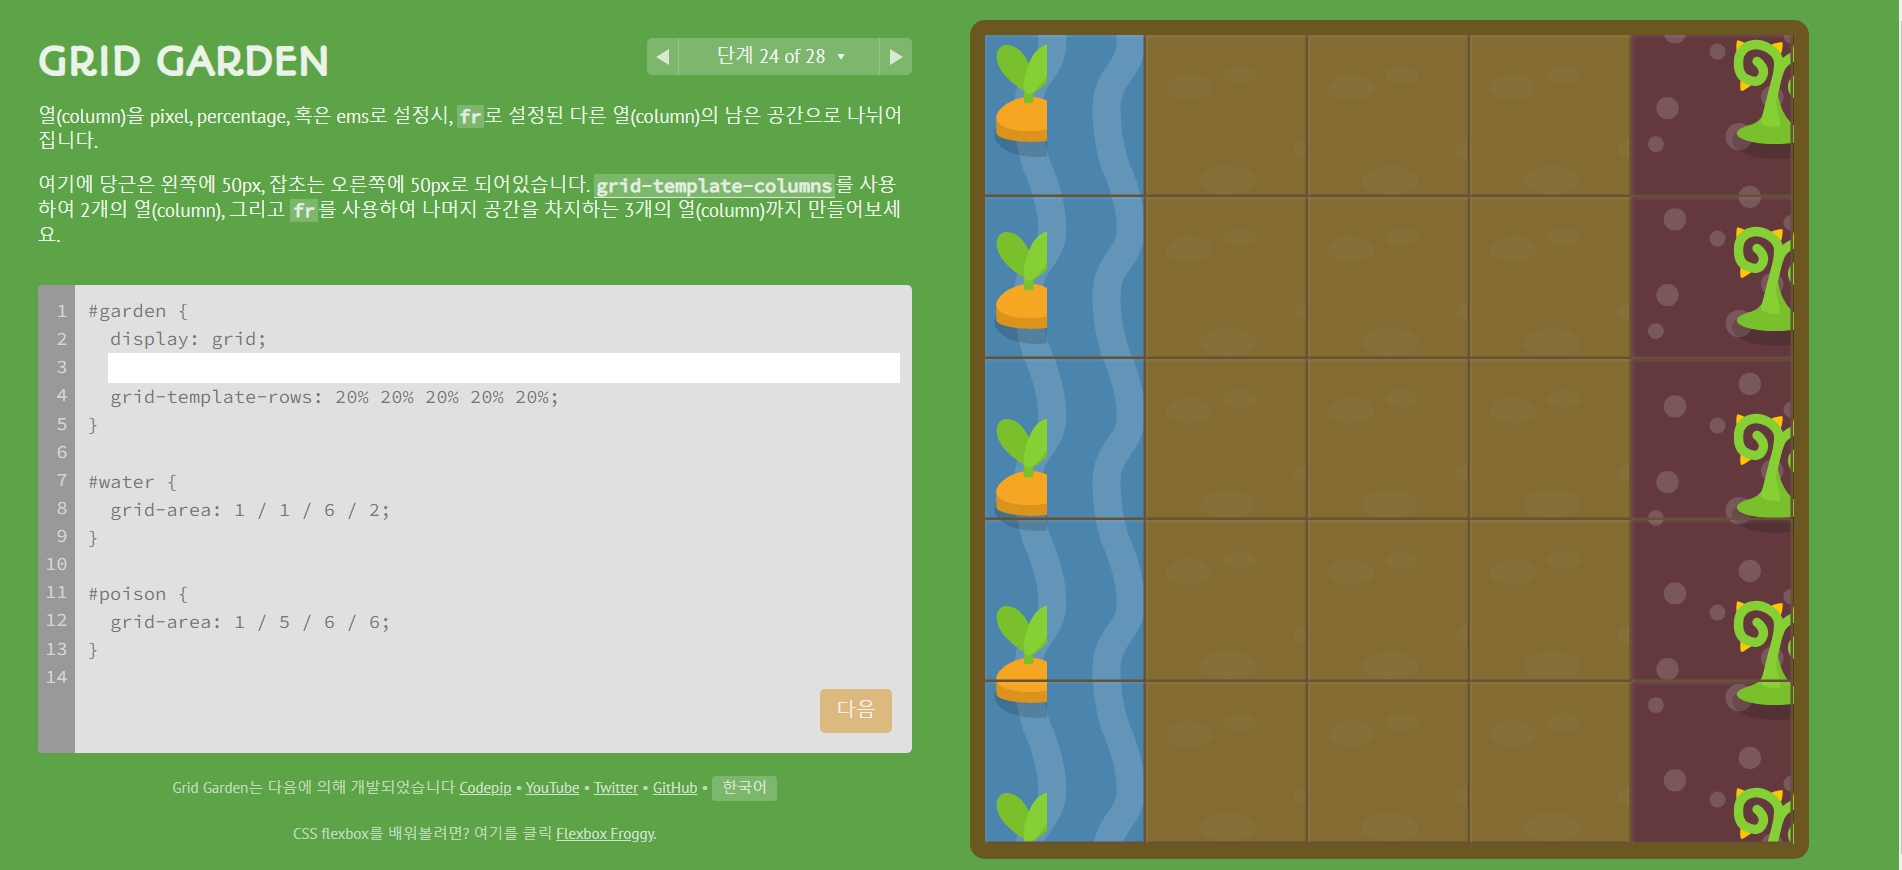 GRID GARDEN
◀ 단계 24 of 28 ▾ ▶
열(column)을 pixel, percentage, 혹은 ems로 설정시, fr로 설정된 다른 열(column)의 남은 공간으로 나뉘어
집니다.
여기에 당근은 왼쪽에 50px, 잡초는 오른쪽에 50px로 되어있습니다. grid-template-columns를 사용
하여 2개의 열(column), 그리고 fr를 사용하여 나머지 공간을 차지하는 3개의 열(column)까지 만들어보세
요.
1 #garden {
2 display: grid;
3
4 grid-template-rows: 20% 20% 20% 20% 20%;
5 }
6
7 #water {
8 grid-area: 1 / 1 / 6 / 2;
9 }
10
11 #poison {
12 grid-area: 1 / 5 / 6 / 6;
13 }
14
다음
Grid Garden는 다음에 의해 개발되었습니다 Codepip • YouTube • Twitter • GitHub • 한국어
CSS flexbox를 배워볼려면? 여기를 클릭 Flexbox Froggy.